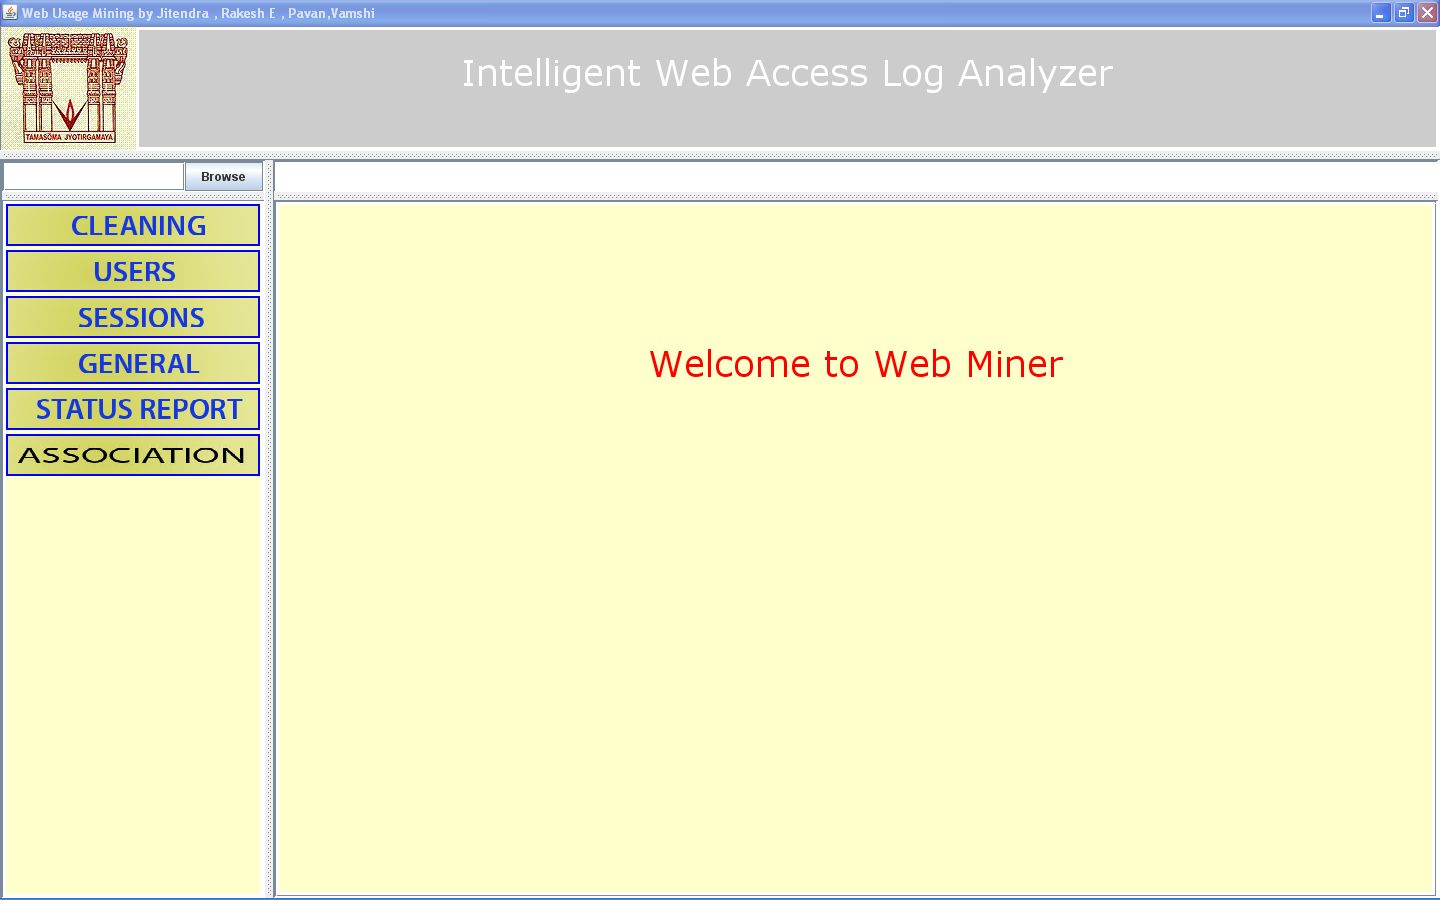 Web Usage Mining by Jitendra , Rakesh E , Pavan,Vamshi
TAMASÕMA JYOTIRGAMAYA
Intelligent Web Access Log Analyzer
Browse
CLEANING
USERS
SESSIONS
GENERAL
STATUS REPORT
ASSOCIATION
Welcome to Web Miner